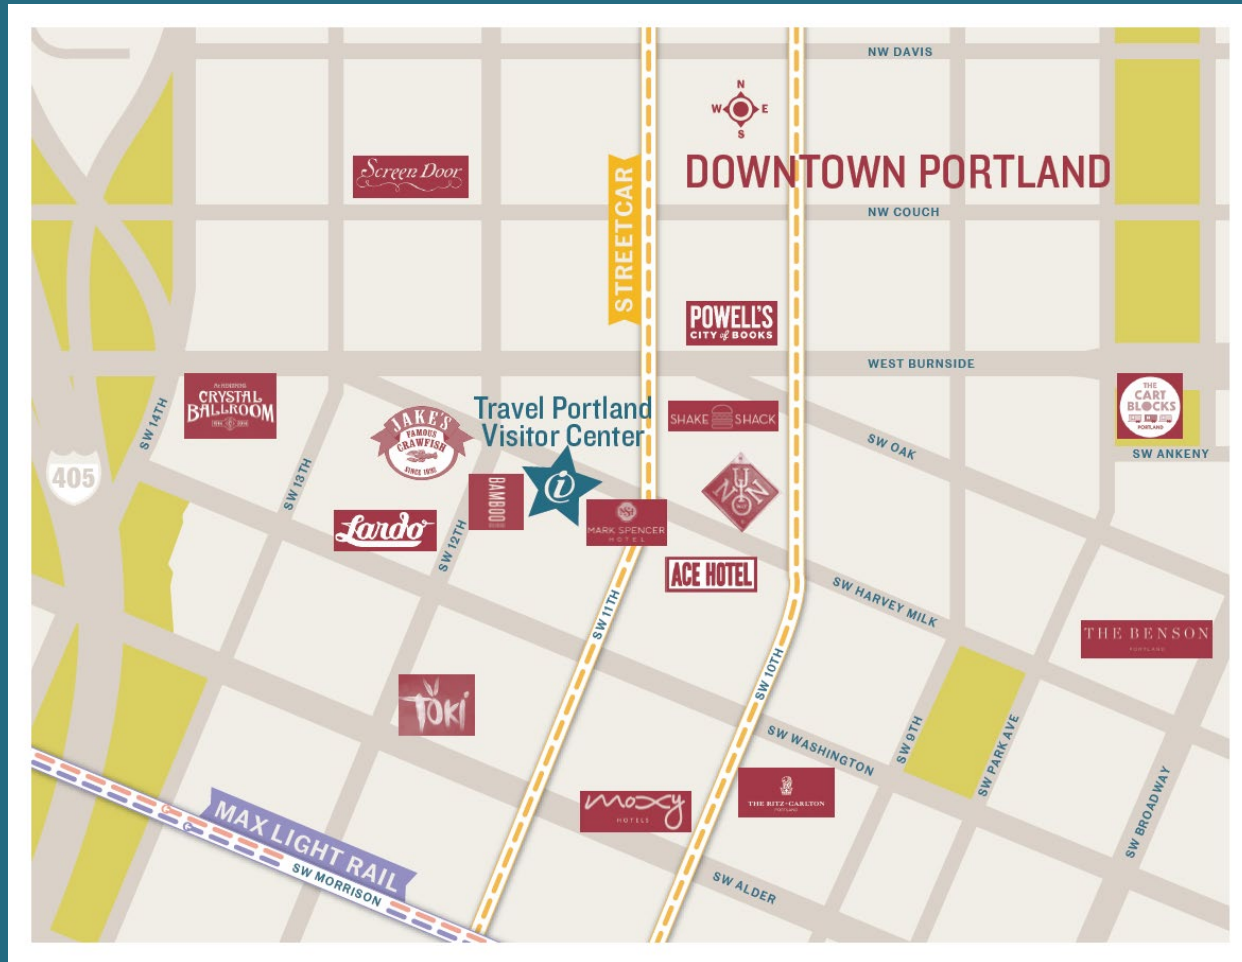 NW DAVIS
N
W
E
S
Screen Door
STREETCAR
DOWNTOWN PORTLAND
NW COUCH
POWELL'S
CITY of BOOKS
WEST BURNSIDE
CRYSTAL
BALLROOM
SW 14TH
JAKE'S
FAMOUS
CRAWFISH
SINCE 1892
Travel Portland
Visitor Center
i
SHAKE SHACK
THE
CART
BLOCKS
PORTLAND
SW OAK
SW ANKENY
405
SW 13TH
BAMBOO
UNION
Lardo
SW 12TH
MARK SPENCER
HOTEL
ACE HOTEL
SW 11TH
SW HARVEY MILK
THE BENSON
PORTLAND
SW 10TH
TOKI
SW WASHINGTON
SW 9TH
SW PARK AVE
SW BROADWAY
moxy
HOTELS
THE RITZ-CARLTON
PORTLAND
MAX LIGHT RAIL
SW MORRISON
SW ALDER